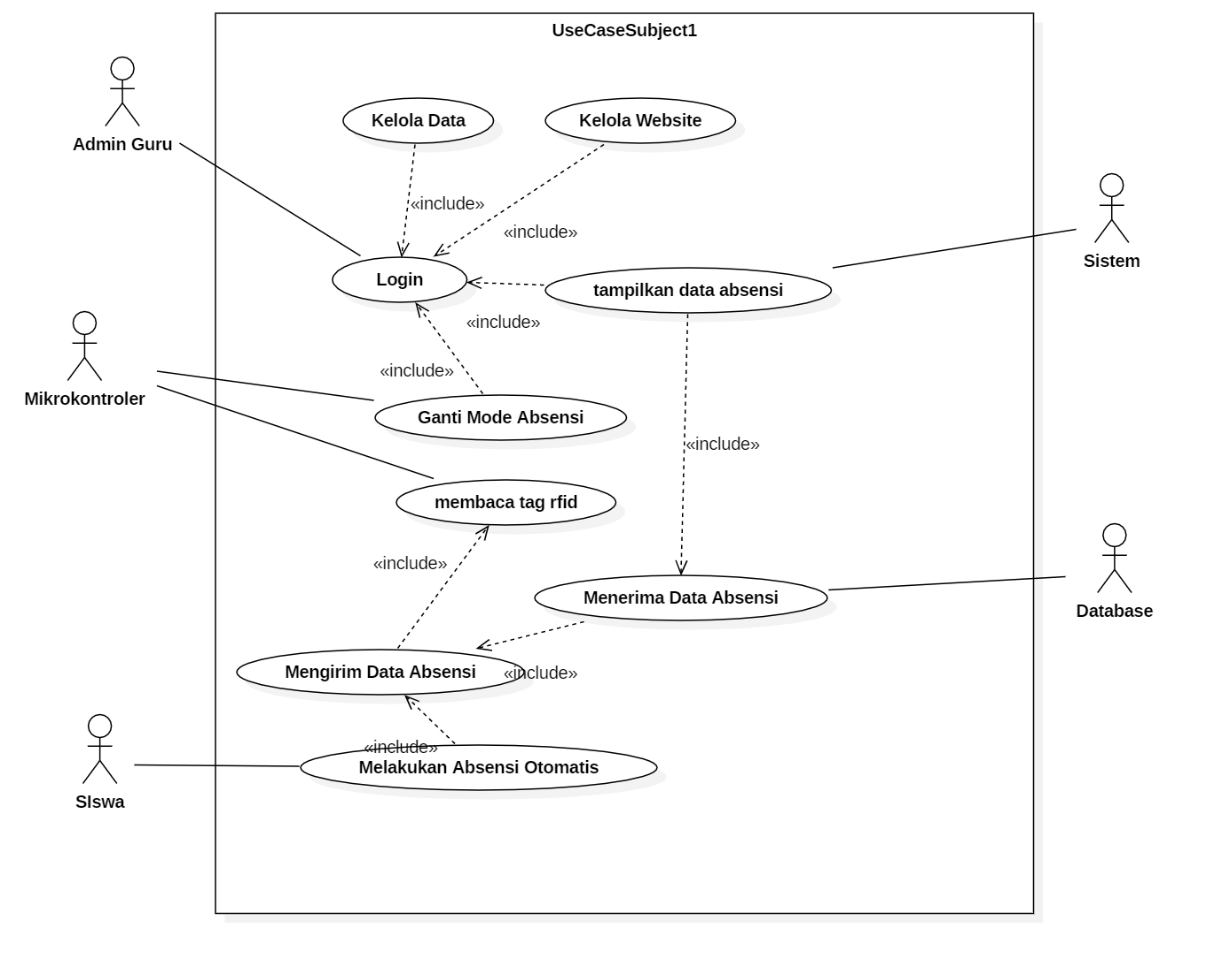 UseCaseSubject1
Admin Guru
Kelola Data
Kelola Website
«include»
«include»
Sistem
Login
tampilkan data absensi
«include»
«include»
Mikrokontroler
Ganti Mode Absensi
«include»
membaca tag rfid
«include»
Menerima Data Absensi
Database
Mengirim Data Absensi
«include»
«include»
Melakukan Absensi Otomatis
SIswa